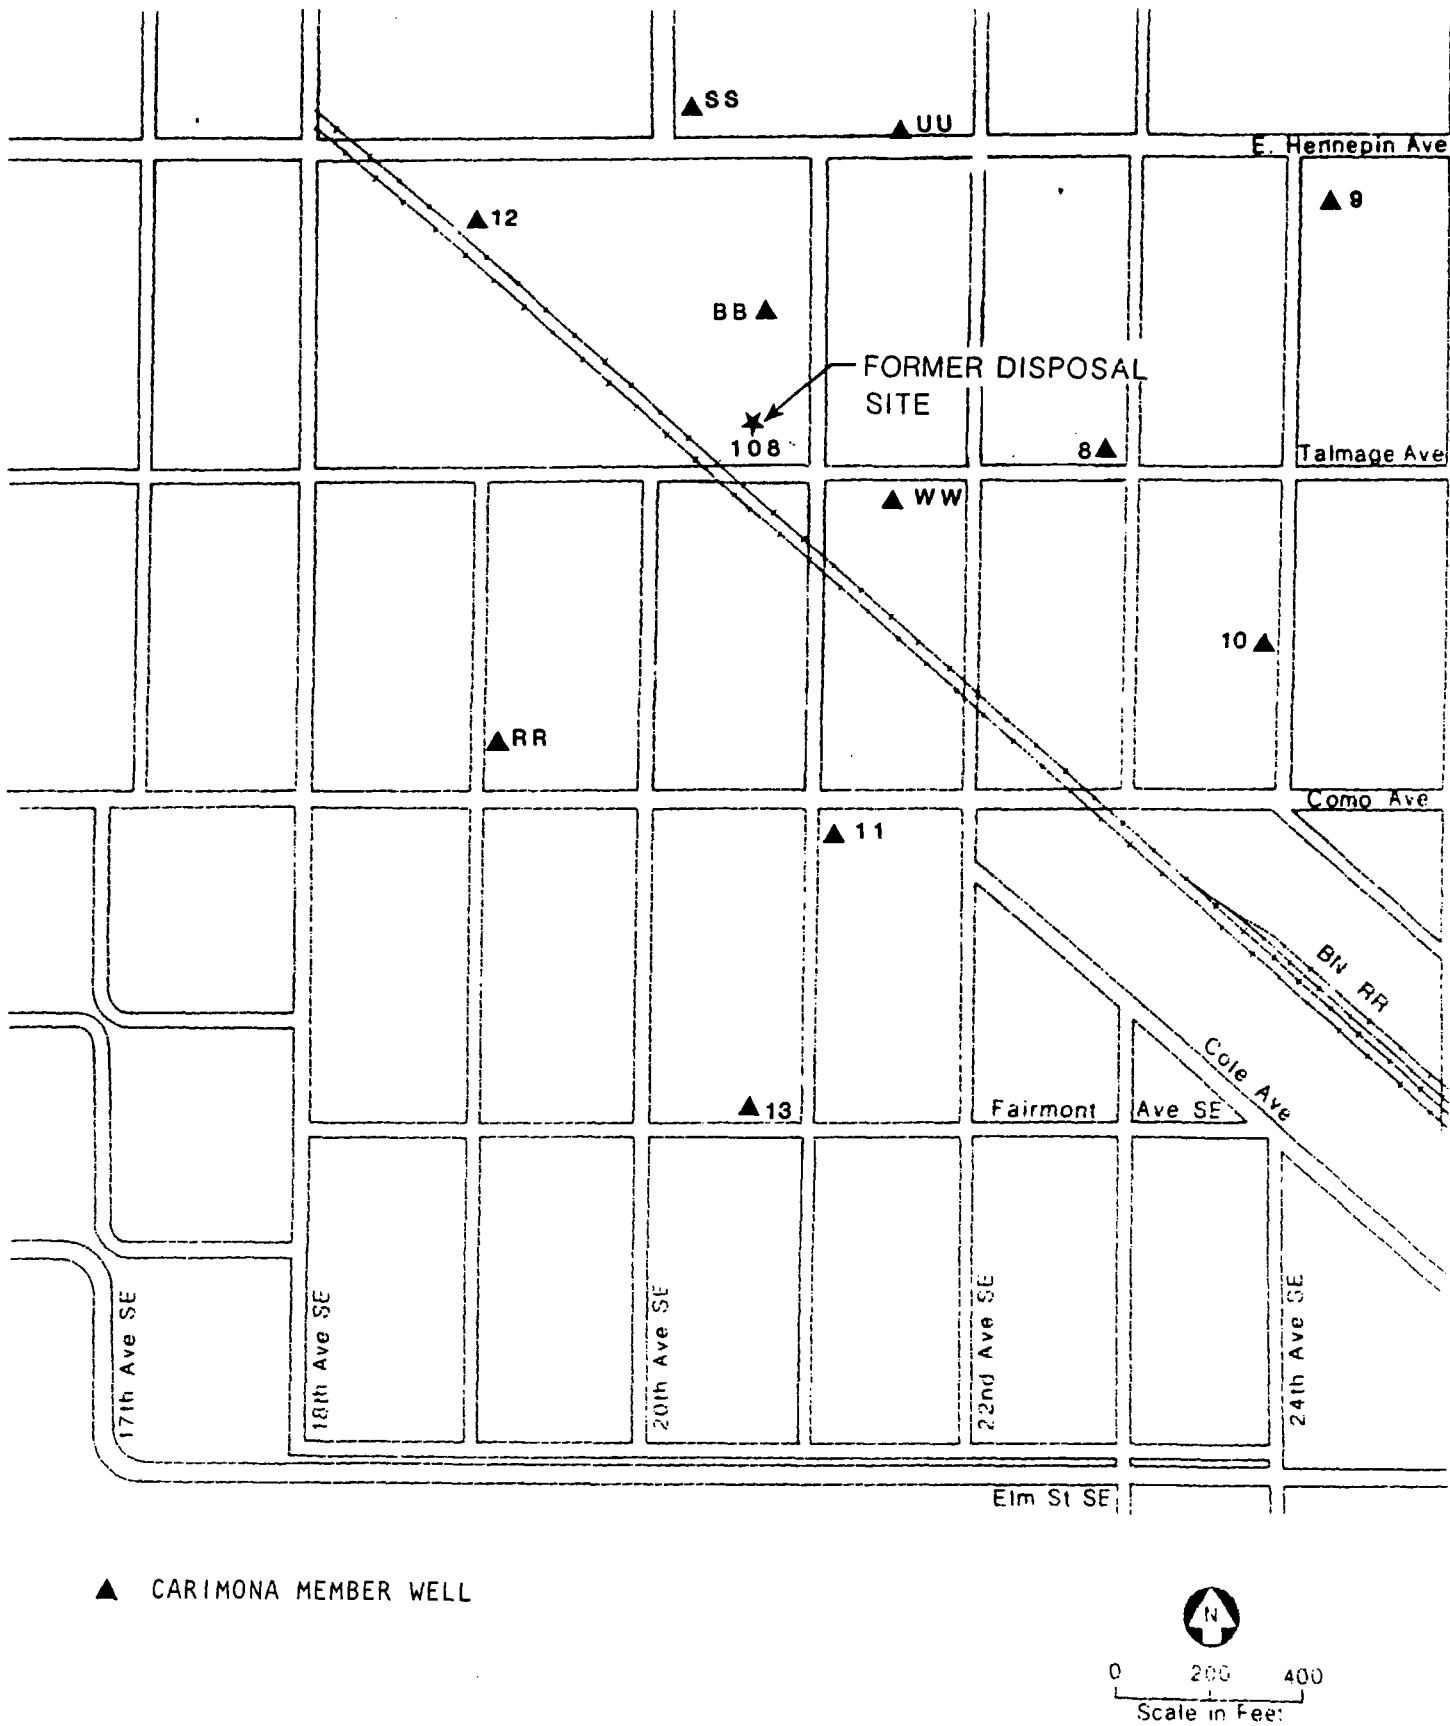 SS
UU
E. Hennepin Ave
9
12
BB
FORMER DISPOSAL
SITE
108
8
Talmage Ave
WW
10
RR
Como Ave
11
BN RR
Cole Ave
13
Fairmont Ave SE
17th Ave SE
18th Ave SE
20th Ave SE
22nd Ave SE
24th Ave SE
Elm St SE
CARIMONA MEMBER WELL
N
0 200 400
Scale in Feet